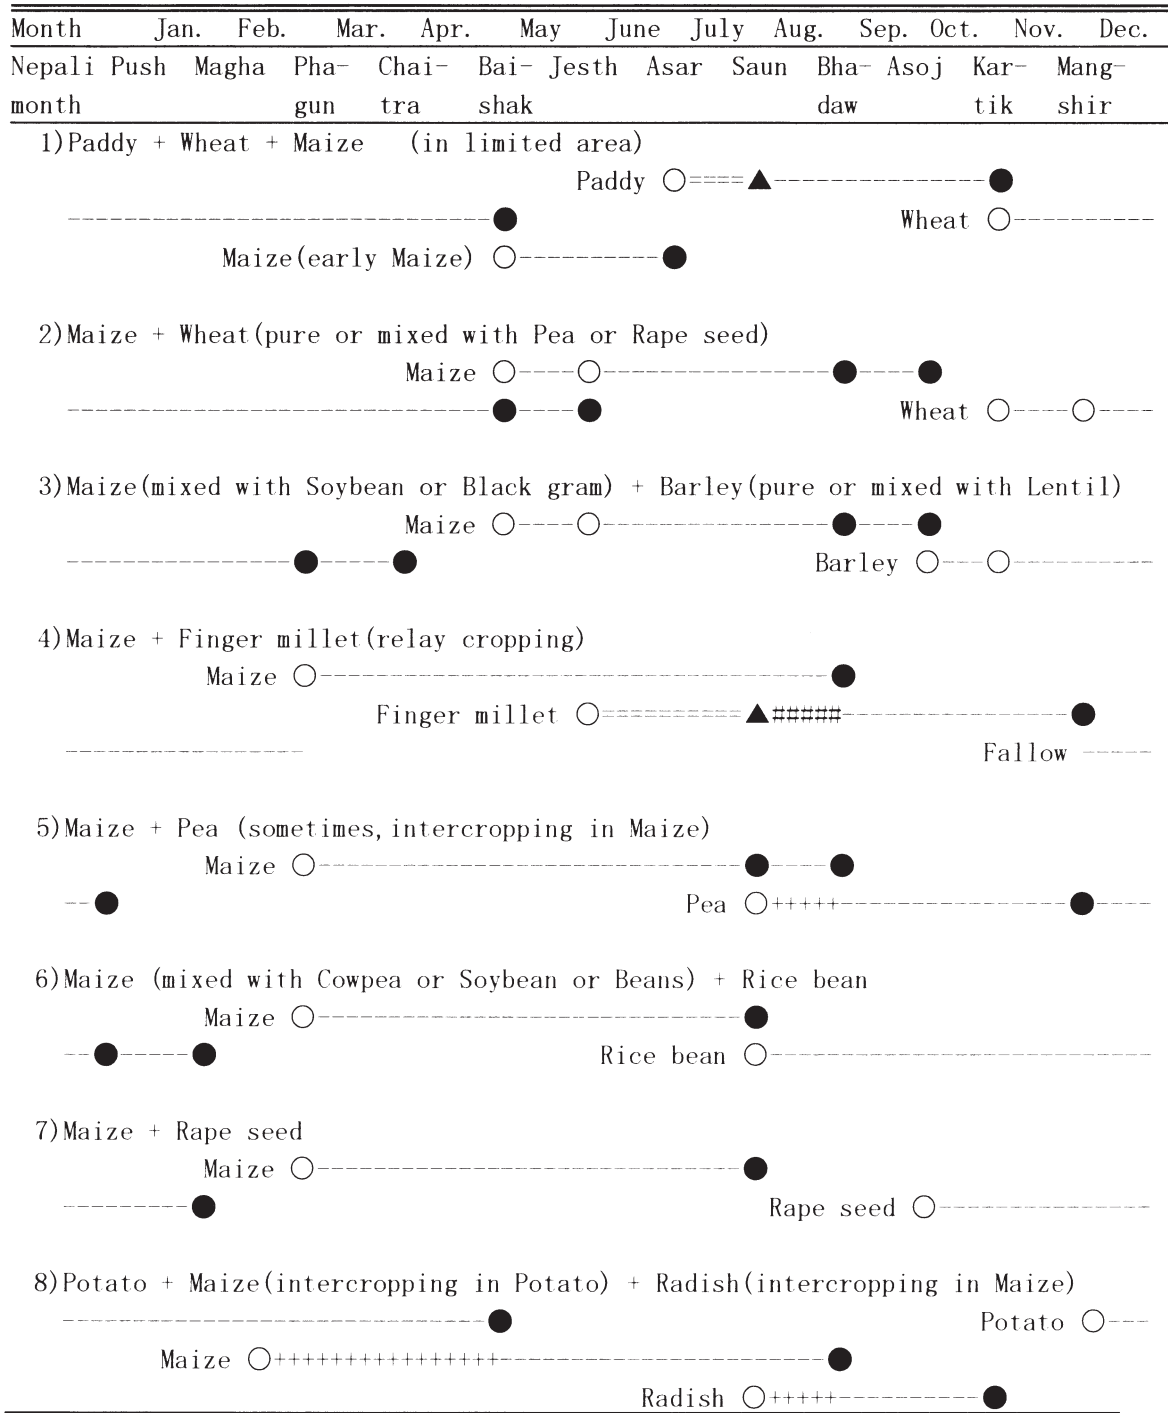 Month Jan. Feb. Mar. Apr. May June July Aug. Sep. Oct. Nov. Dec.
Nepali Push Magha Pha- Chai- Bai- Jesth Asar Saun Bha- Asoj Kar- Mang-
month gun tra shak daw tik shir
1)Paddy + Wheat + Maize (in limited area)
Paddy ○====▲------------●
------------------------● Wheat ○--------
Maize(early Maize) ○--------●
2)Maize + Wheat(pure or mixed with Pea or Rape seed)
Maize ○----○--------------●----●
------------------------●----● Wheat ○----○----
3)Maize(mixed with Soybean or Black gram) + Barley(pure or mixed with Lentil)
Maize ○----○--------------●----●
--------------●----● Barley ○---○---------
4)Maize + Finger millet(relay cropping)
Maize ○------------------------------●
Finger millet ○========▲#####--------------●
-------------- Fallow -----
5)Maize + Pea (sometimes,intercropping in Maize)
Maize ○------------------------●----●
--● Pea ○+++++--------------●----
6)Maize (mixed with Cowpea or Soybean or Beans) + Rice bean
Maize ○------------------------●
--●-----● Rice bean ○----------------------
7)Maize + Rape seed
Maize ○------------------------●
--------● Rape seed ○------------
8)Potato + Maize(intercropping in Potato) + Radish(intercropping in Maize)
------------------------● Potato ○---
Maize ○++++++++++++++++-------------------●
Radish ○+++++--------●